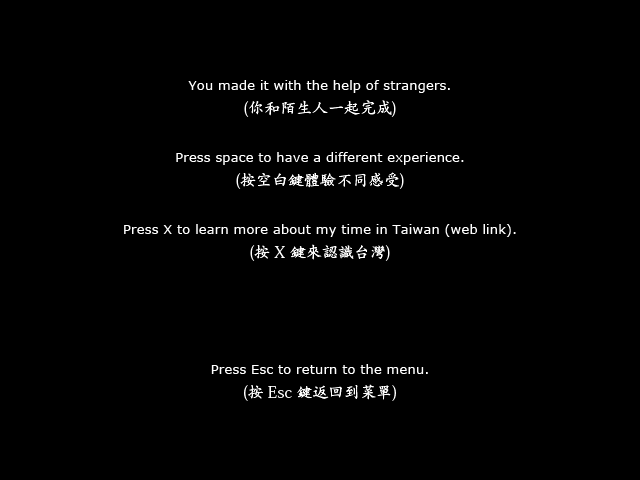 You made it with the help of strangers.
(你和陌生人一起完成)
Press space to have a different experience.
(按空白鍵體驗不同感受)
Press X to learn more about my time in Taiwan (web link).
(按 X 鍵來認識台灣)
Press Esc to return to the menu.
(按 Esc 鍵返回到菜單)